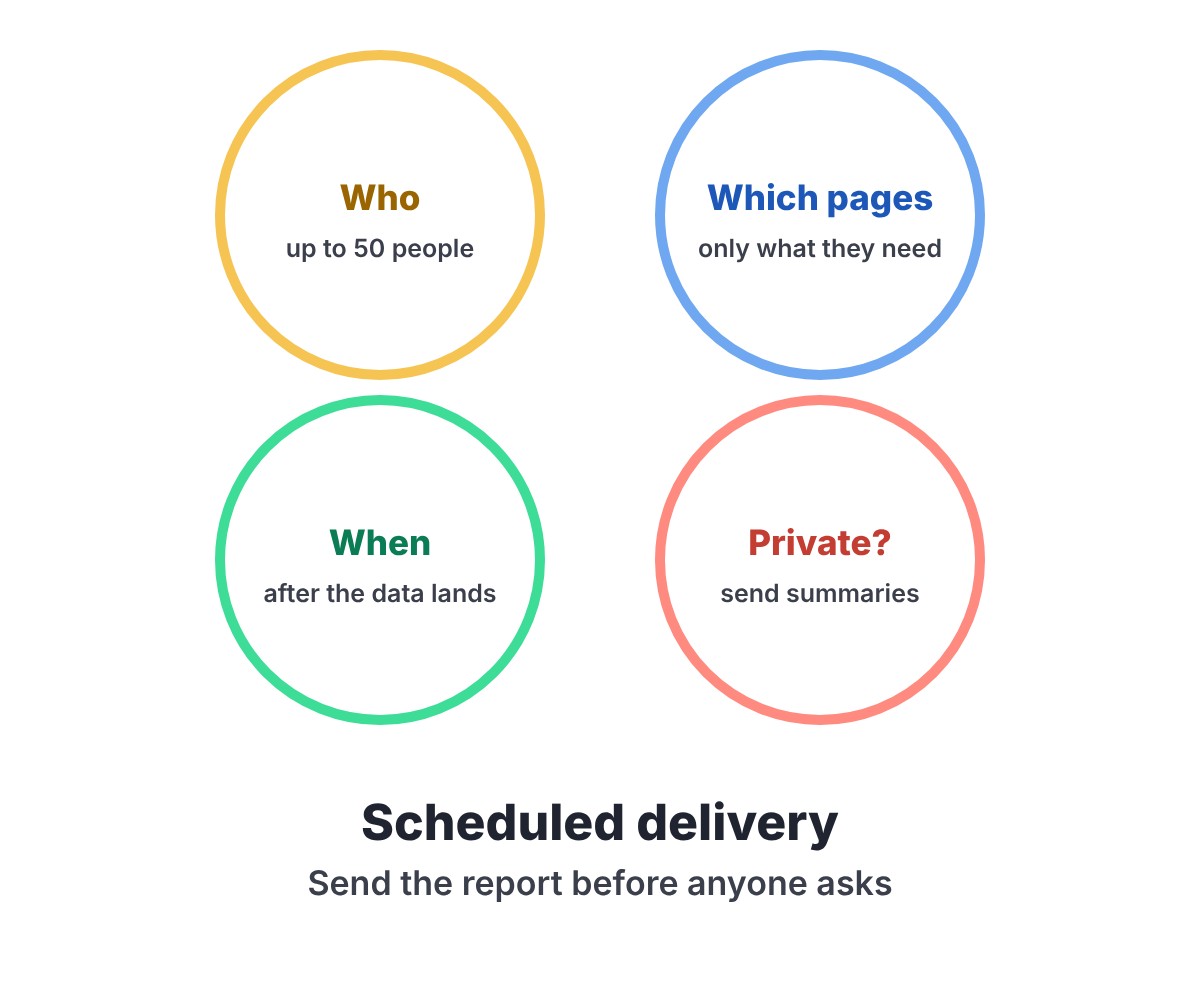 Who
up to 50 people
Which pages
only what they need
When
after the data lands
Private?
send summaries
Scheduled delivery
Send the report before anyone asks